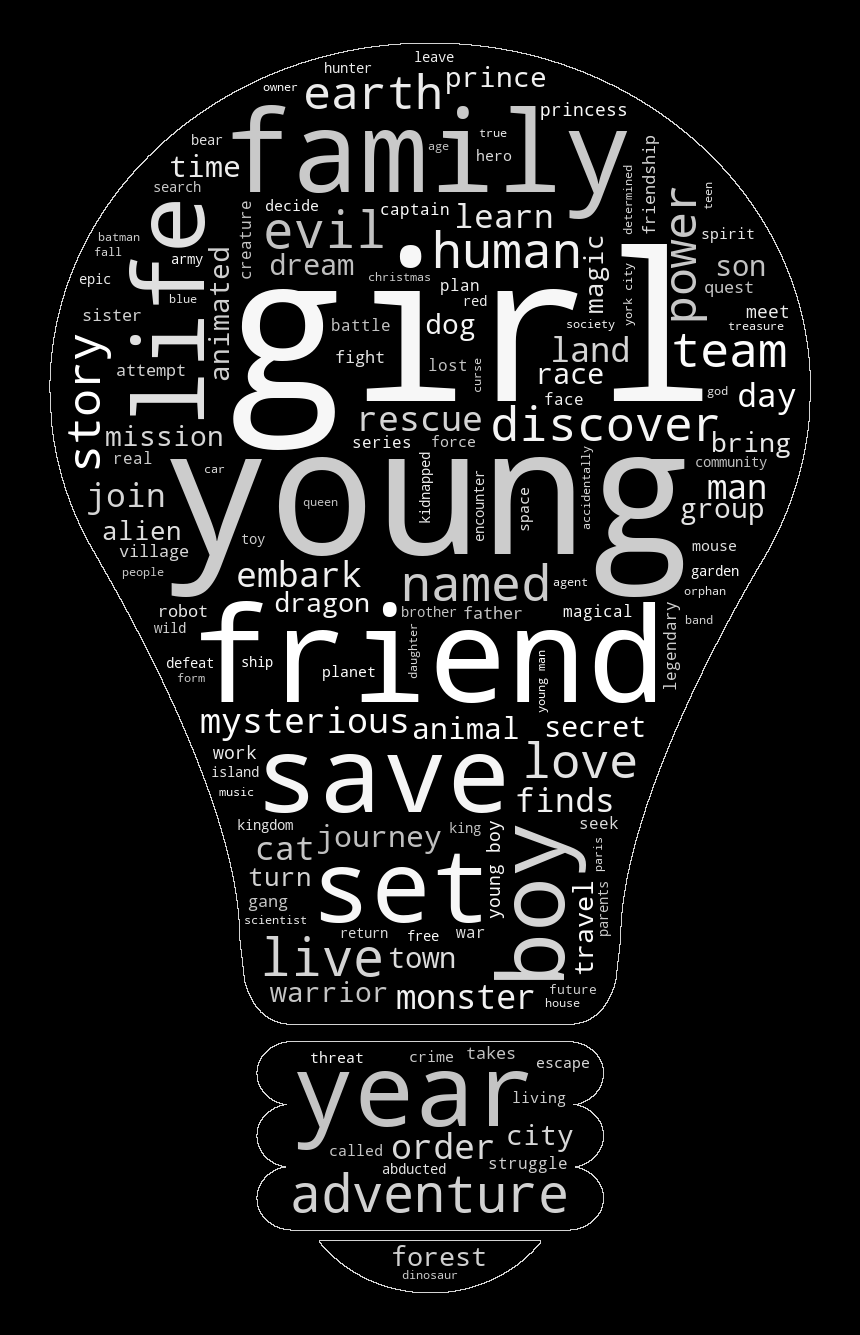 leave
hunter
owner
earth
prince
princess
family
bear
time
age
true
hero
search
friendship
determined
teen
power
life
creature
decide
evil
captain
learn
batman
fall
army
human
magic
spirit
animated
dream
christmas
plan
york city
son
quest
epic
blue
red
girl
sister
battle
dog
society
meet
treasure
story
attempt
fight
lost
curse
land
race
team
face
god
day
mission
rescue
discover
series
force
bring
real
car
community
join
queen
kidnapped
encounter
space
accidentally
man
group
young
alien
village
toy
mouse
people
embark
named
agent
garden
orphan
robot
dragon
brother
father
magical
legendary
band
wild
friend
daughter
defeat
form
ship
planet
young man
mysterious
animal
secret
work
island
music
save
love
finds
kingdom
journey
king
young boy
boy
seek
paris
cat
turn
set
travel
parents
gang
scientist
return
free
war
live
town
warrior
monster
future
house
threat
crime
takes
escape
year
living
called
order
city
abducted
struggle
adventure
forest
dinosaur